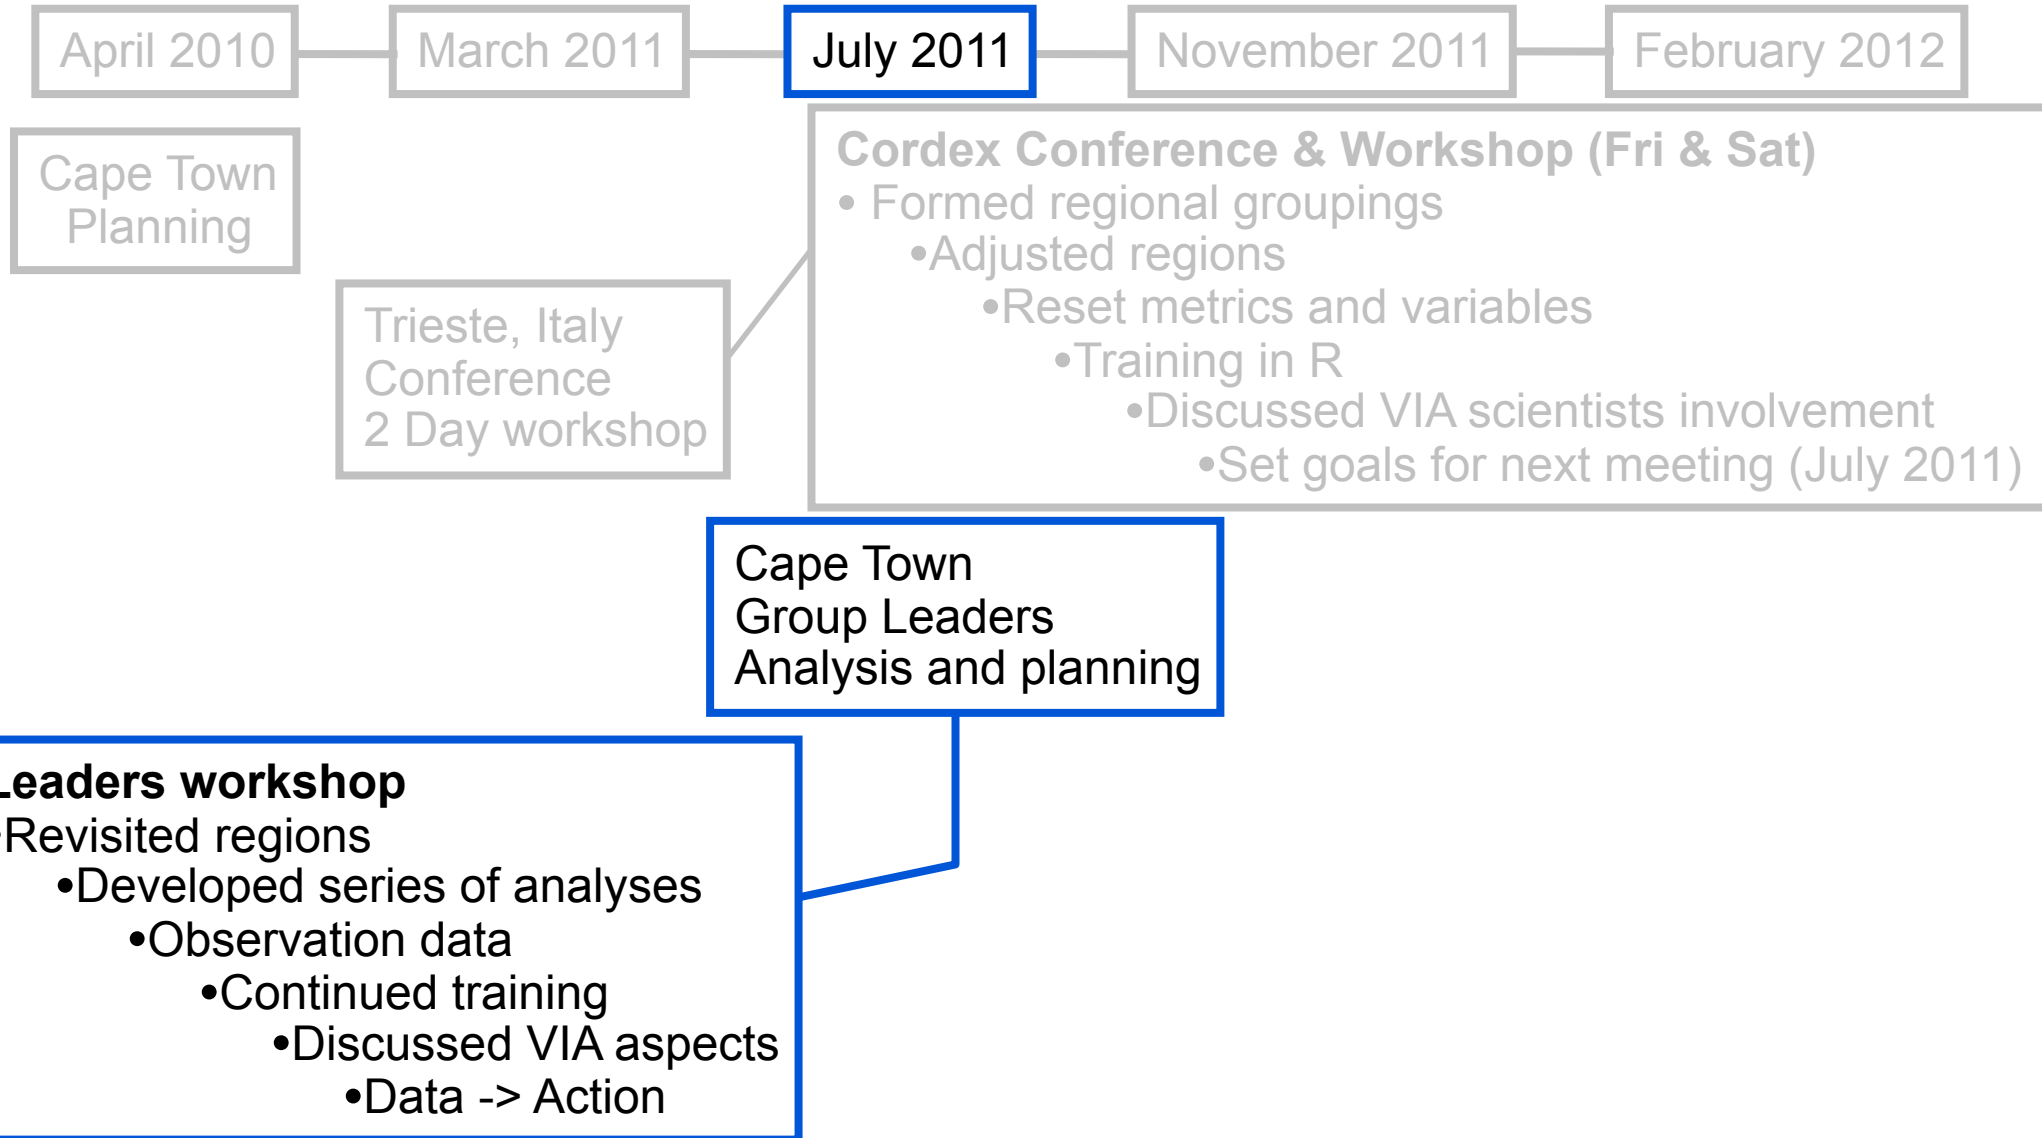 April 2010
March 2011
July 2011
November 2011
February 2012
Cape Town
Planning
Cordex Conference & Workshop (Fri & Sat)
• Formed regional groupings
•Adjusted regions
•Reset metrics and variables
•Training in R
•Discussed VIA scientists involvement
•Set goals for next meeting (July 2011)
Trieste, Italy
Conference
2 Day workshop
Cape Town
Group Leaders
Analysis and planning
Leaders workshop
•Revisited regions
•Developed series of analyses
•Observation data
•Continued training
•Discussed VIA aspects
•Data -> Action